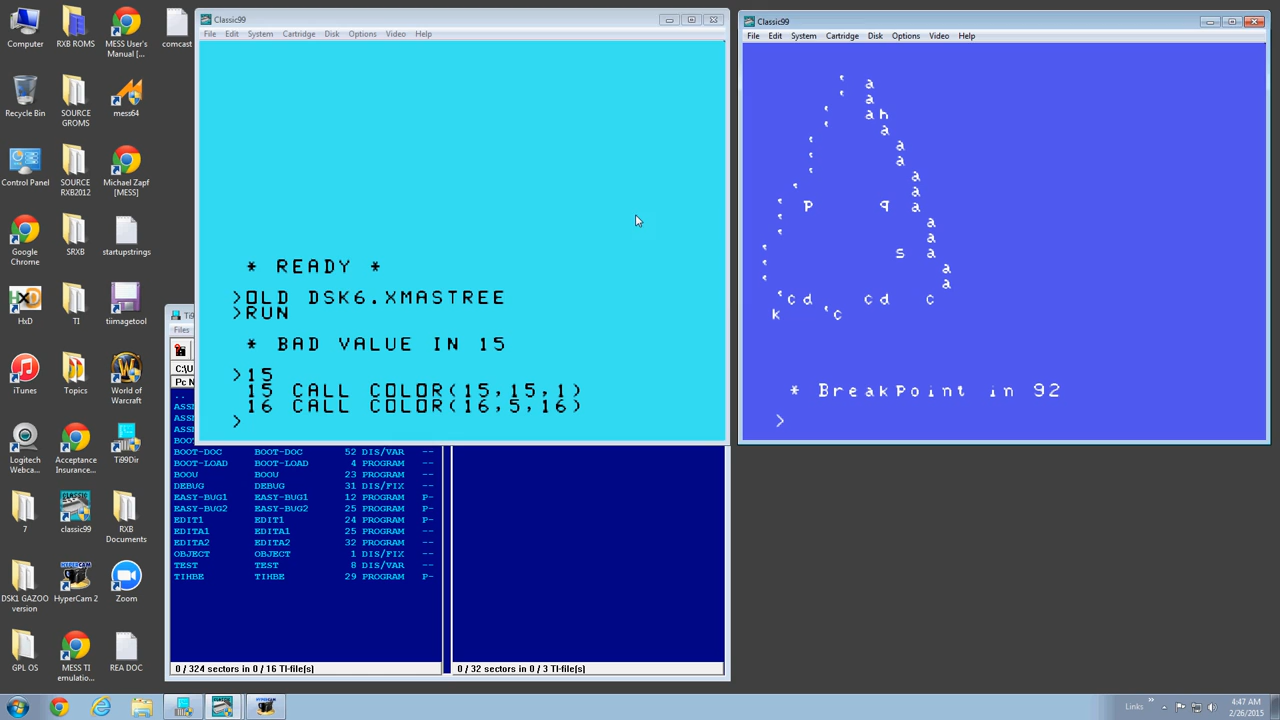 Computer
RXB ROMS
MESS User's
Manual [...
comcast
Recycle Bin
SOURCE
GROMS
mess64
Control Panel
SOURCE
RXB2012
Michael Zapf
[MESS]
Google
Chrome
SRXB
startupstrings
HxD
TI
tiimagetool
iTunes
Topics
World of
Warcraft
Logitech
Webca...
Acceptance
Insurance...
Ti99Dir
7
classic99
RXB
Documents
DSK1 GAZOO
version
HyperCam 2
Zoom
GPL OS
MESS TI
emulation...
REA DOC
Classic99
File Edit System Cartridge Disk Options Video Help
* READY *
>OLD DSK6.XMASTREE
>RUN
* BAD VALUE IN 15
>15
15 CALL COLOR(15,15,1)
16 CALL COLOR(16,5,16)
>
Classic99
File Edit System Cartridge Disk Options Video Help
` a
` a
` a h
` a
` a
` a
` a
` a
` p q a
` a
` a
` s a
` a
` a
` c d c d c
k ` c
* Breakpoint in 92
>
Ti9
Files
C:\U
Pc N
..
ASS
ASS
ASS
BOO
BOOT-DOC BOOT-DOC 52 DIS/VAR --
BOOT-LOAD BOOT-LOAD 4 PROGRAM --
BOOU BOOU 23 PROGRAM --
DEBUG DEBUG 31 DIS/FIX --
EASY-BUG1 EASY-BUG1 12 PROGRAM P-
EASY-BUG2 EASY-BUG2 25 PROGRAM P-
EDIT1 EDIT1 24 PROGRAM P-
EDITA1 EDITA1 25 PROGRAM --
EDITA2 EDITA2 32 PROGRAM --
OBJECT OBJECT 1 DIS/FIX --
TEST TEST 8 DIS/VAR --
TIHBE TIHBE 29 PROGRAM P-
0 / 324 sectors in 0 / 16 TI-file(s)
0 / 32 sectors in 0 / 3 TI-file(s)
Links »
4:47 AM
2/26/2015